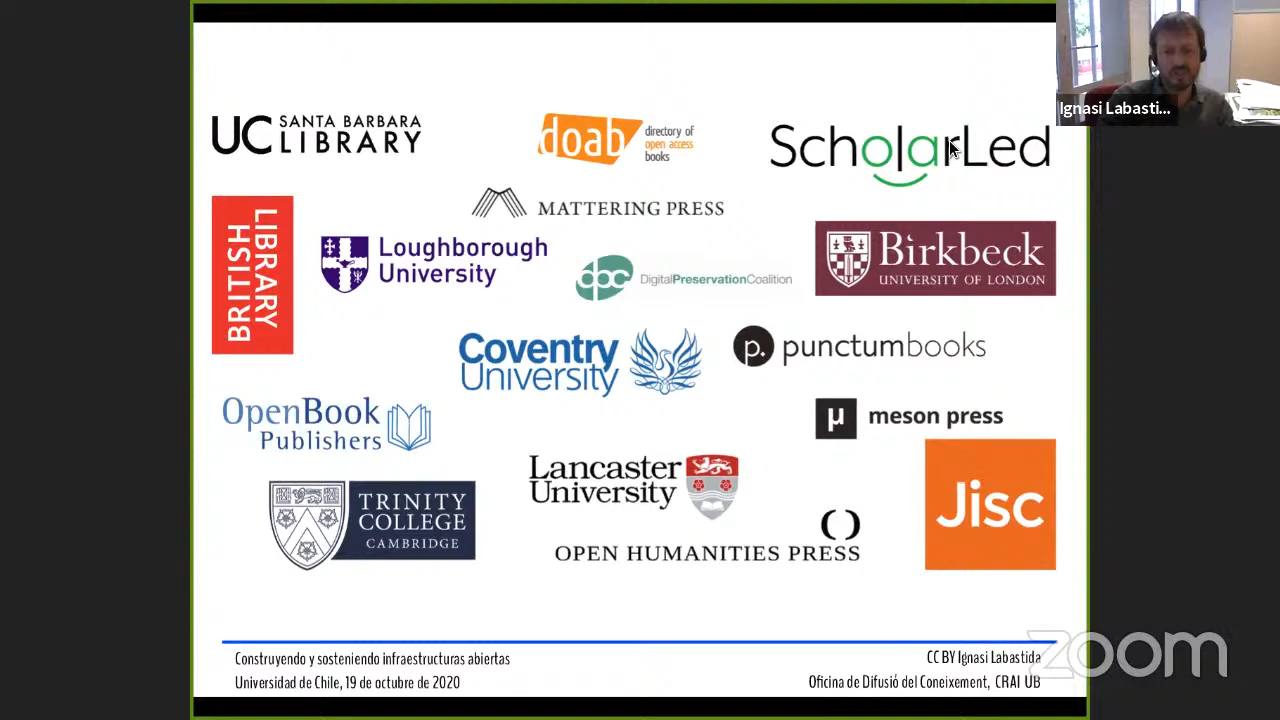 Ignasi Labasti...
UC SANTA BARBARA
LIBRARY
doab directory of
open access
books
ScholarLed
MATTERING PRESS
BRITISH
LIBRARY
Loughborough
University
dpc DigitalPreservationCoalition
Birkbeck
UNIVERSITY OF LONDON
Coventry
University
p. punctumbooks
OpenBook
Publishers
µ meson press
Lancaster
University
TRINITY
COLLEGE
CAMBRIDGE
OPEN HUMANITIES PRESS
Jisc
Construyendo y sosteniendo infraestructuras abiertas
Universidad de Chile, 19 de octubre de 2020
CC BY Ignasi Labastida
Oficina de Difusió del Coneixement, CRAI UB
zoom